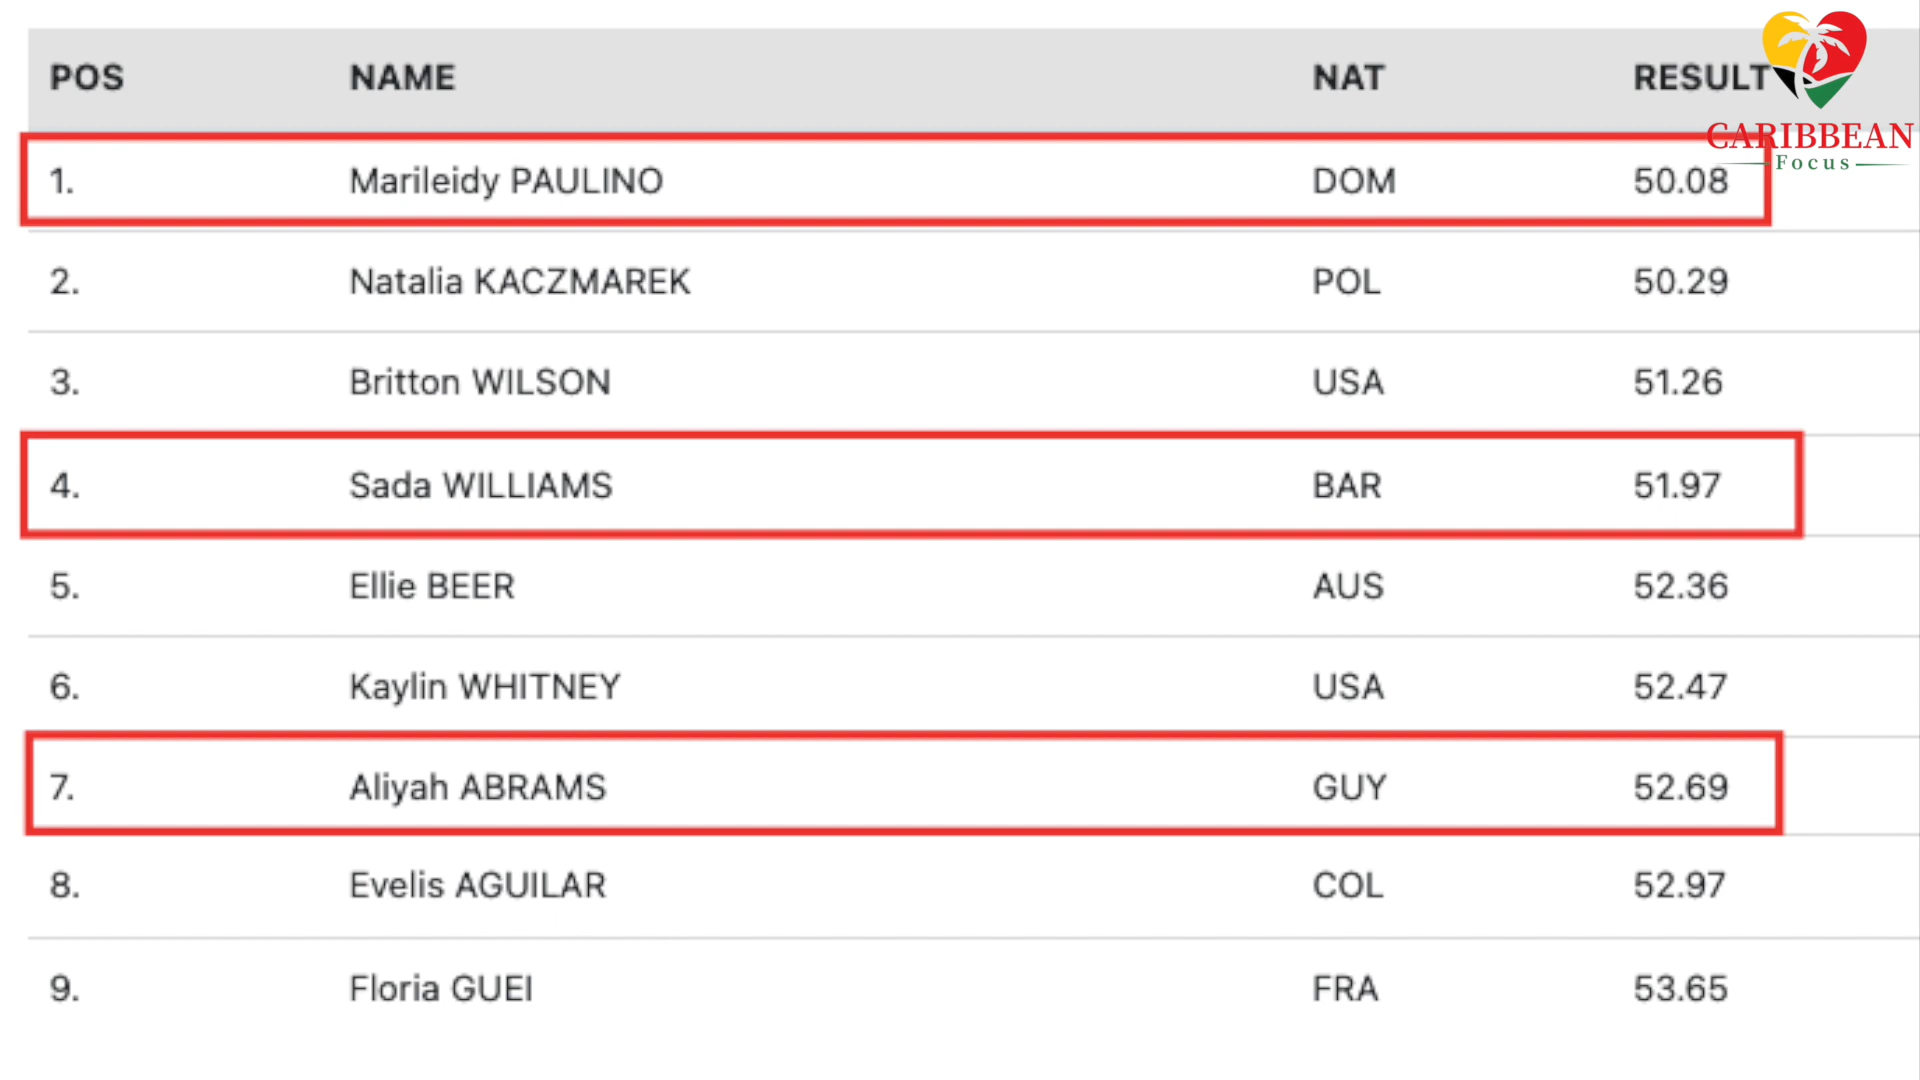 POS NAME NAT RESULT
CARIBBEAN
Focus
1. Marileidy PAULINO DOM 50.08
2. Natalia KACZMAREK POL 50.29
3. Britton WILSON USA 51.26
4. Sada WILLIAMS BAR 51.97
5. Ellie BEER AUS 52.36
6. Kaylin WHITNEY USA 52.47
7. Aliyah ABRAMS GUY 52.69
8. Evelis AGUILAR COL 52.97
9. Floria GUEI FRA 53.65